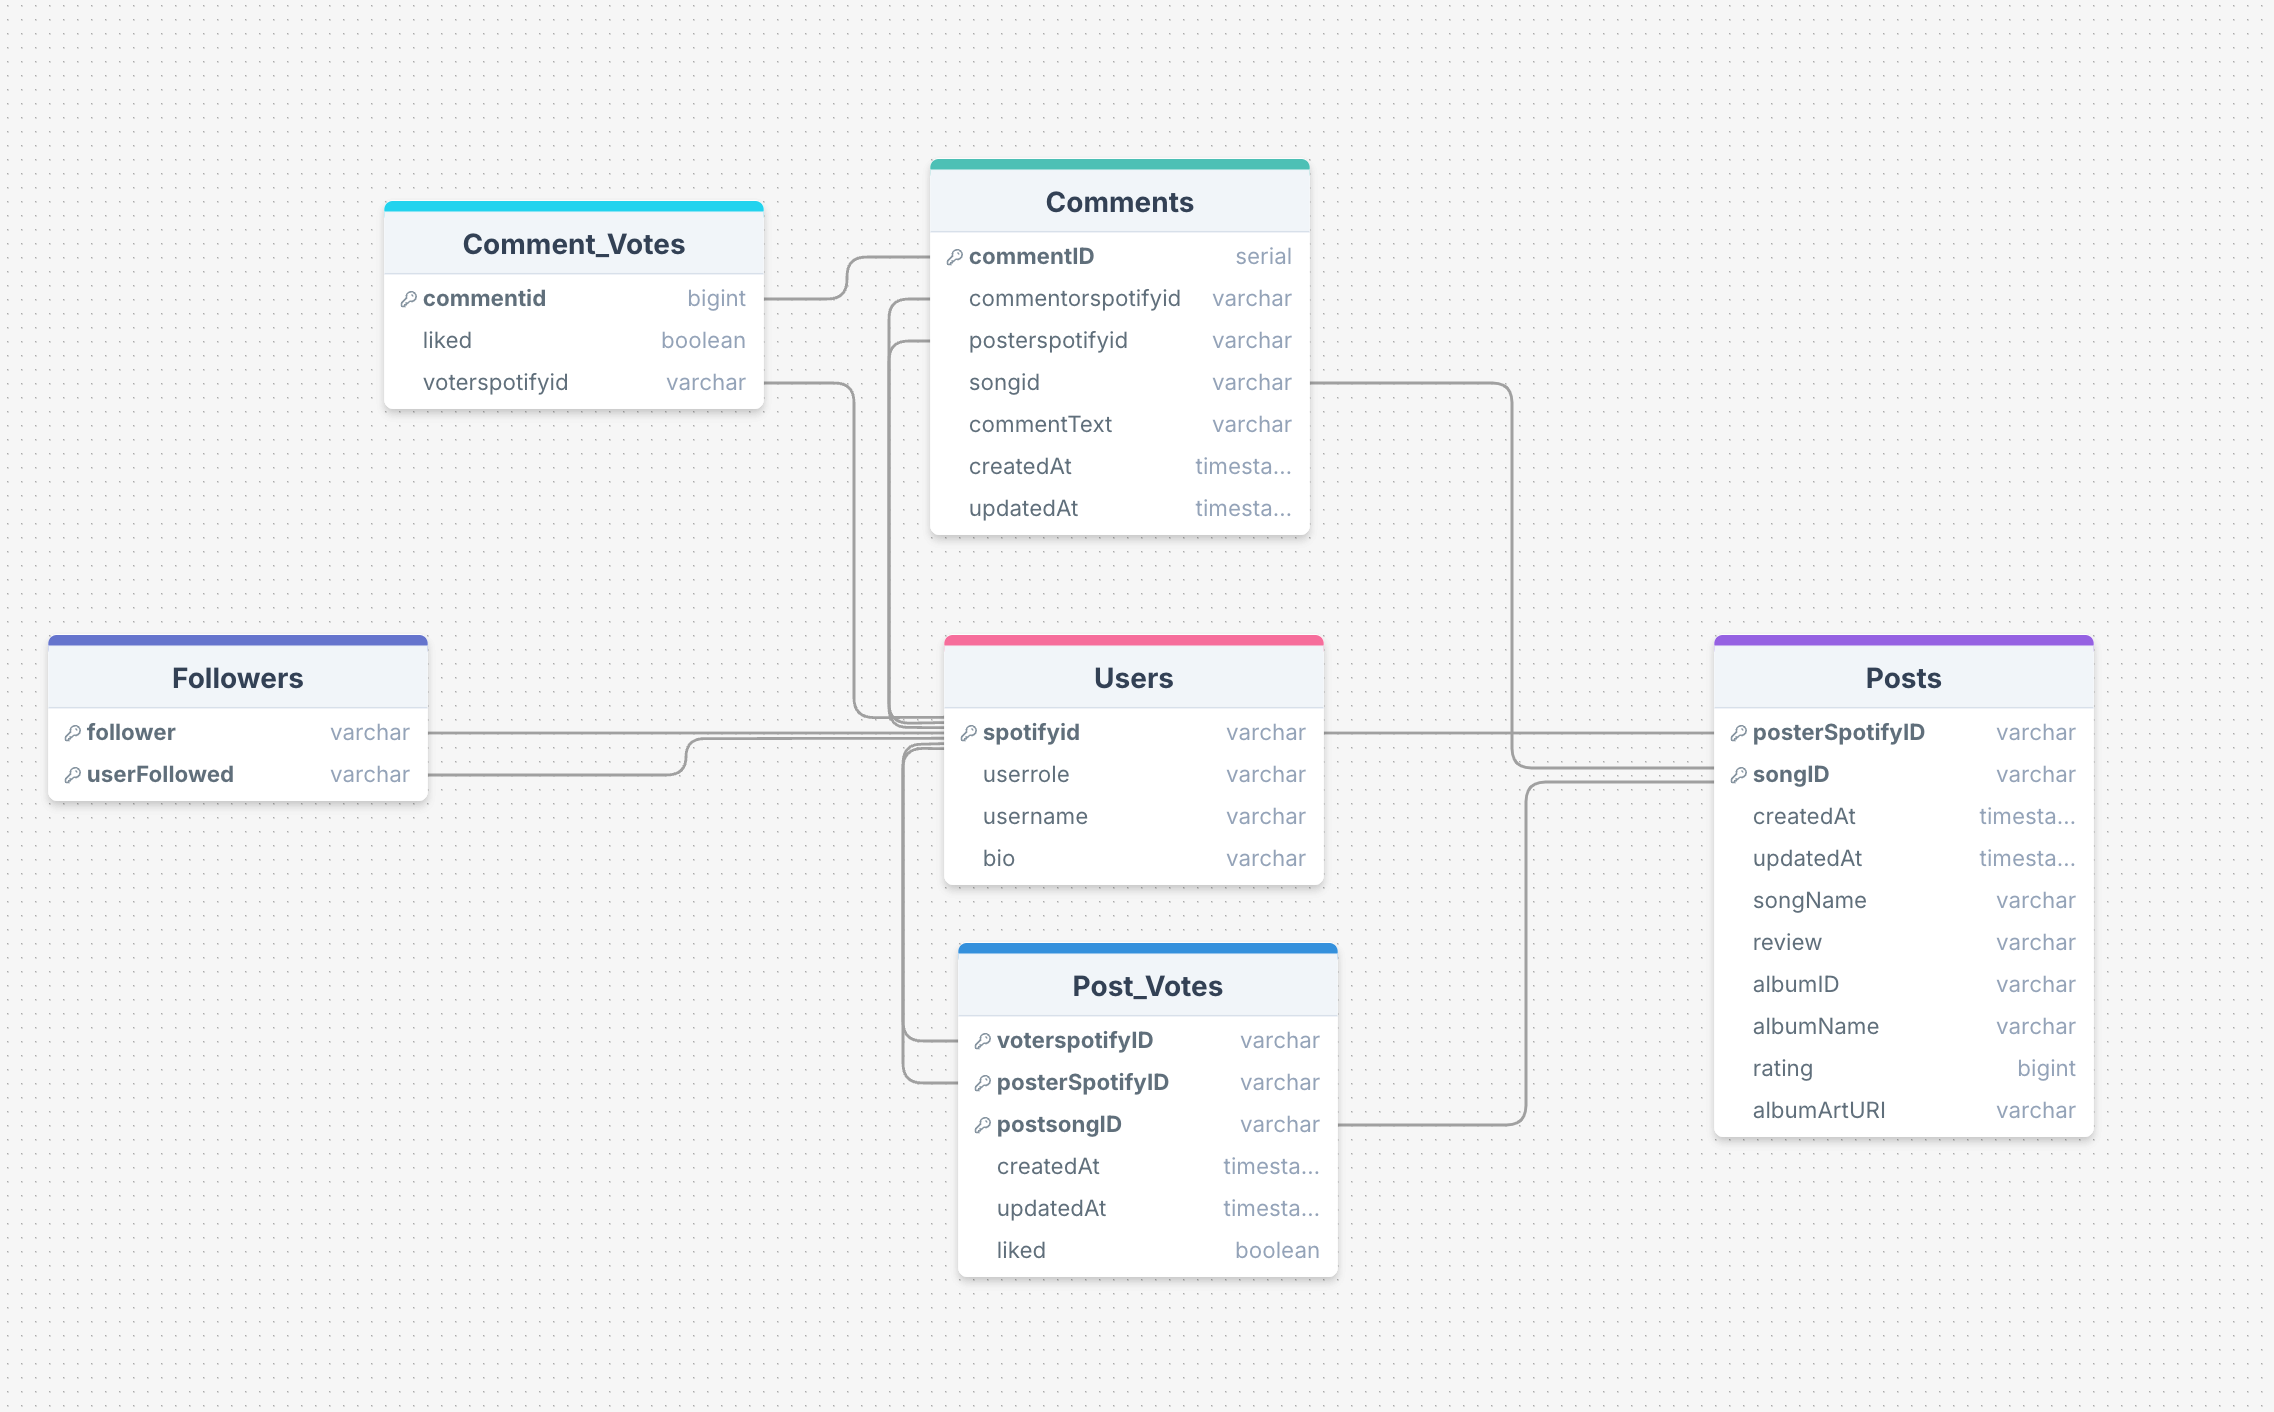 Comment_Votes
commentid bigint
liked boolean
voterspotifyid varchar
Comments
commentID serial
commentorspotifyid varchar
posterspotifyid varchar
songid varchar
commentText varchar
createdAt timesta...
updatedAt timesta...
Followers
follower varchar
userFollowed varchar
Users
spotifyid varchar
userrole varchar
username varchar
bio varchar
Posts
posterSpotifyID varchar
songID varchar
createdAt timesta...
updatedAt timesta...
songName varchar
review varchar
albumID varchar
albumName varchar
rating bigint
albumArtURI varchar
Post_Votes
voterspotifyID varchar
posterSpotifyID varchar
postsongID varchar
createdAt timesta...
updatedAt timesta...
liked boolean